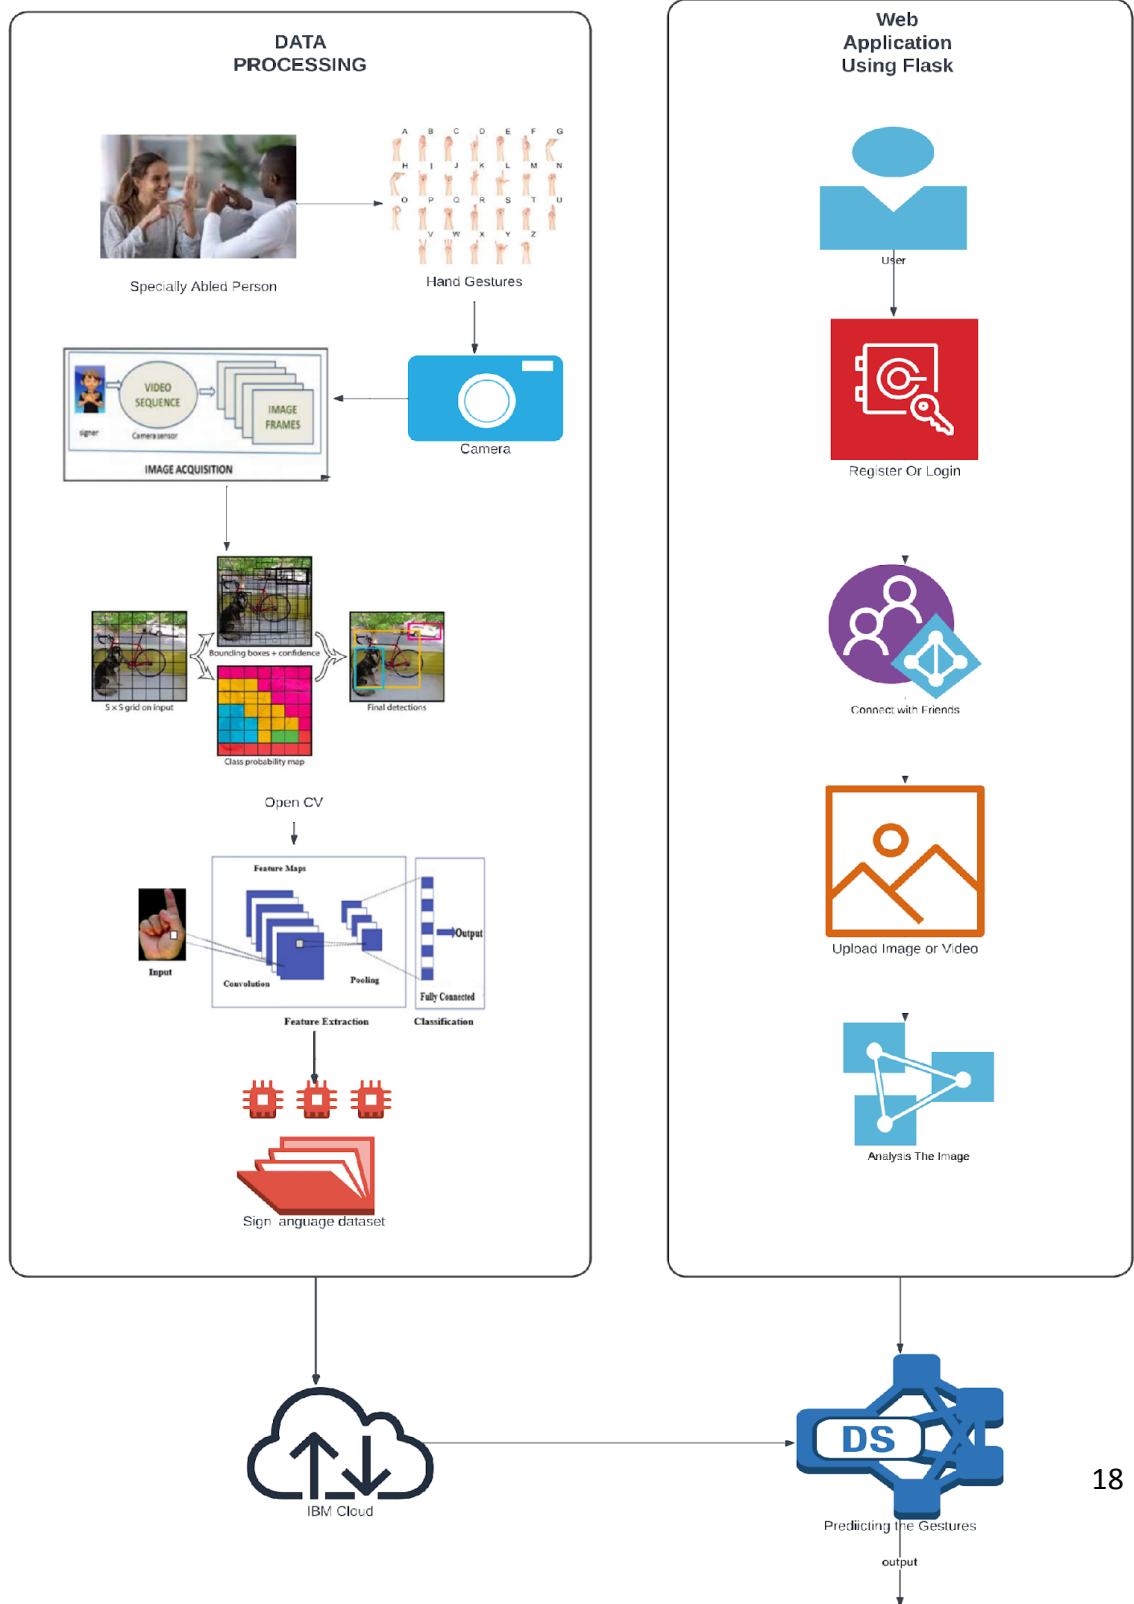 DATA
PROCESSING
A B C D E F G
H I J K L M N
O P Q R S T U
V W X Y Z
Specially Abled Person
Hand Gestures
VIDEO
SEQUENCE
IMAGE
FRAMES
signer
Camera sensor
IMAGE ACQUISITION
Camera
Bounding boxes + confidence
S × S grid on input
Final detections
Class probability map
Open CV
Feature Maps
Output
Input
Convolution
Pooling
Fully Connected
Feature Extraction
Classification
Sign anguage dataset
IBM Cloud
Web
Application
Using Flask
User
Register Or Login
Connect with Friends
Upload Image or Video
Analysis The Image
DS
Prediicting the Gestures
output
18